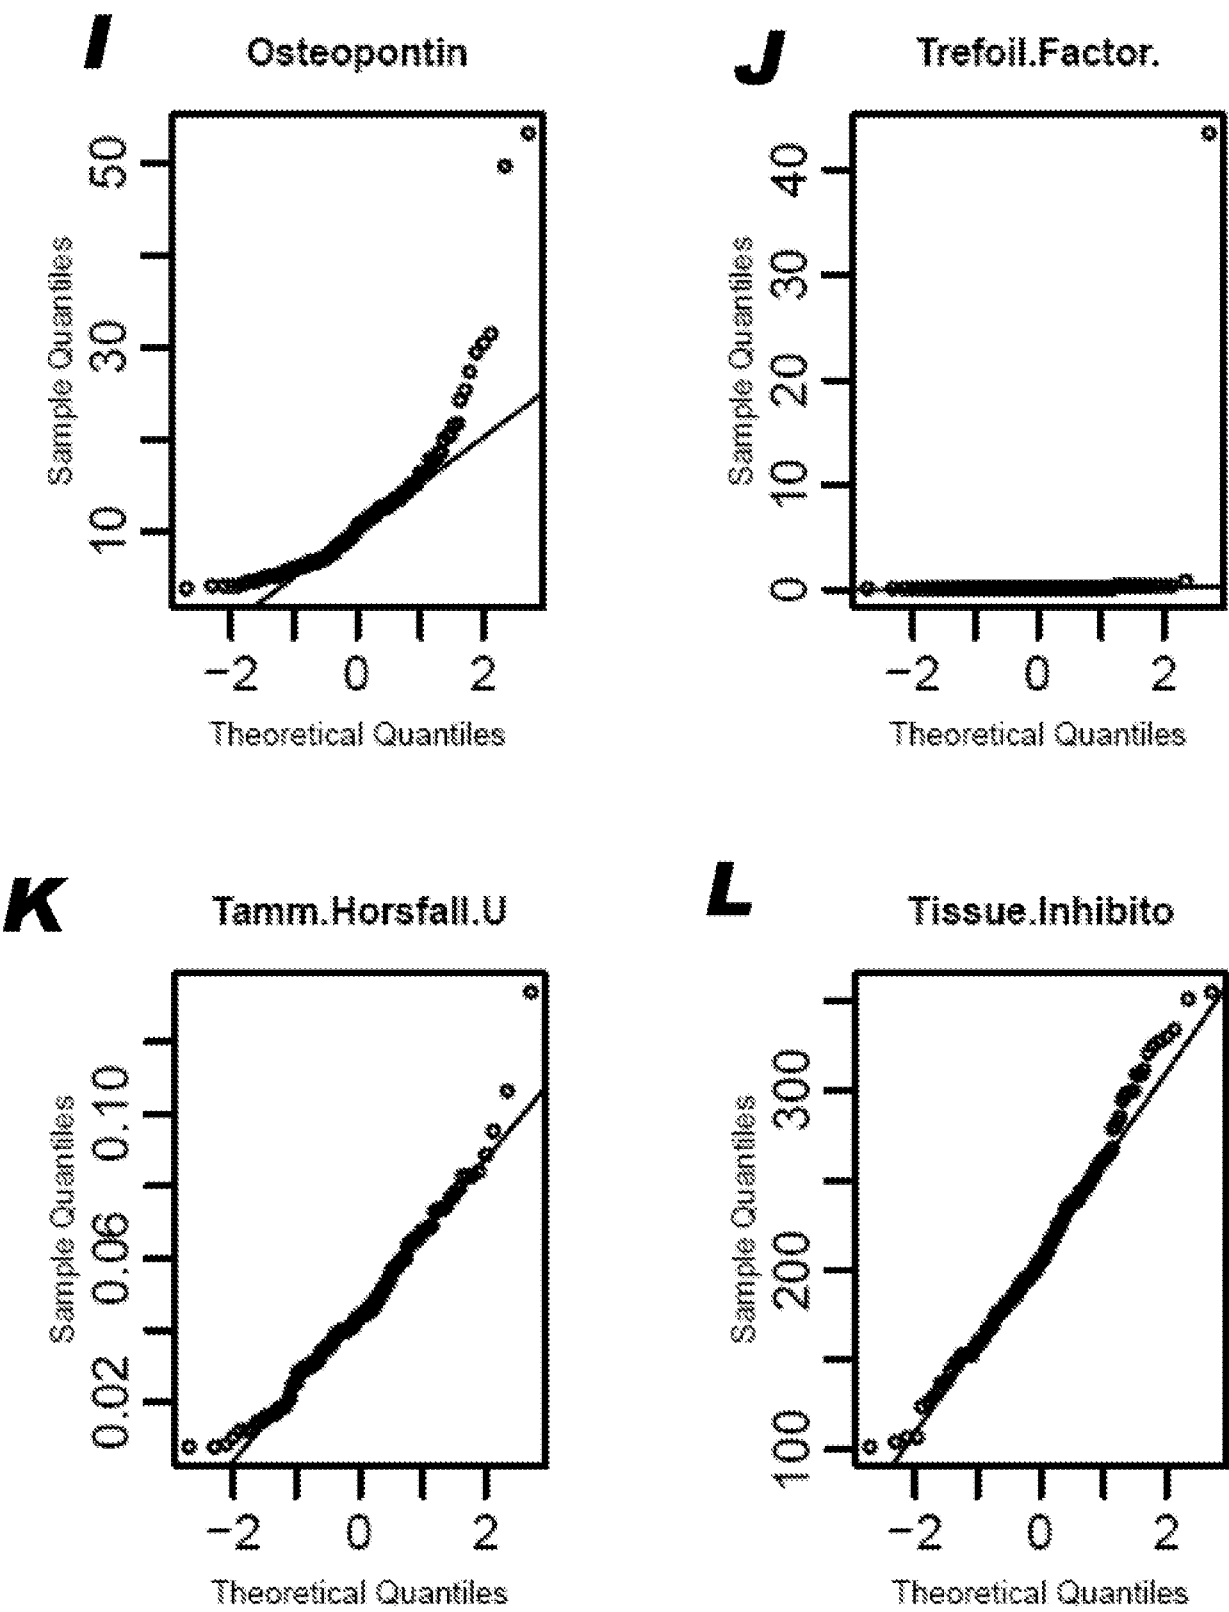 I Osteopontin
50
30
10
Sample Quantiles
−2 0 2
Theoretical Quantiles
J Trefoil.Factor.
40
30
20
10
0
Sample Quantiles
−2 0 2
Theoretical Quantiles
K Tamm.Horsfall.U
0.10
0.06
0.02
Sample Quantiles
−2 0 2
Theoretical Quantiles
L Tissue.Inhibito
300
200
100
Sample Quantiles
−2 0 2
Theoretical Quantiles